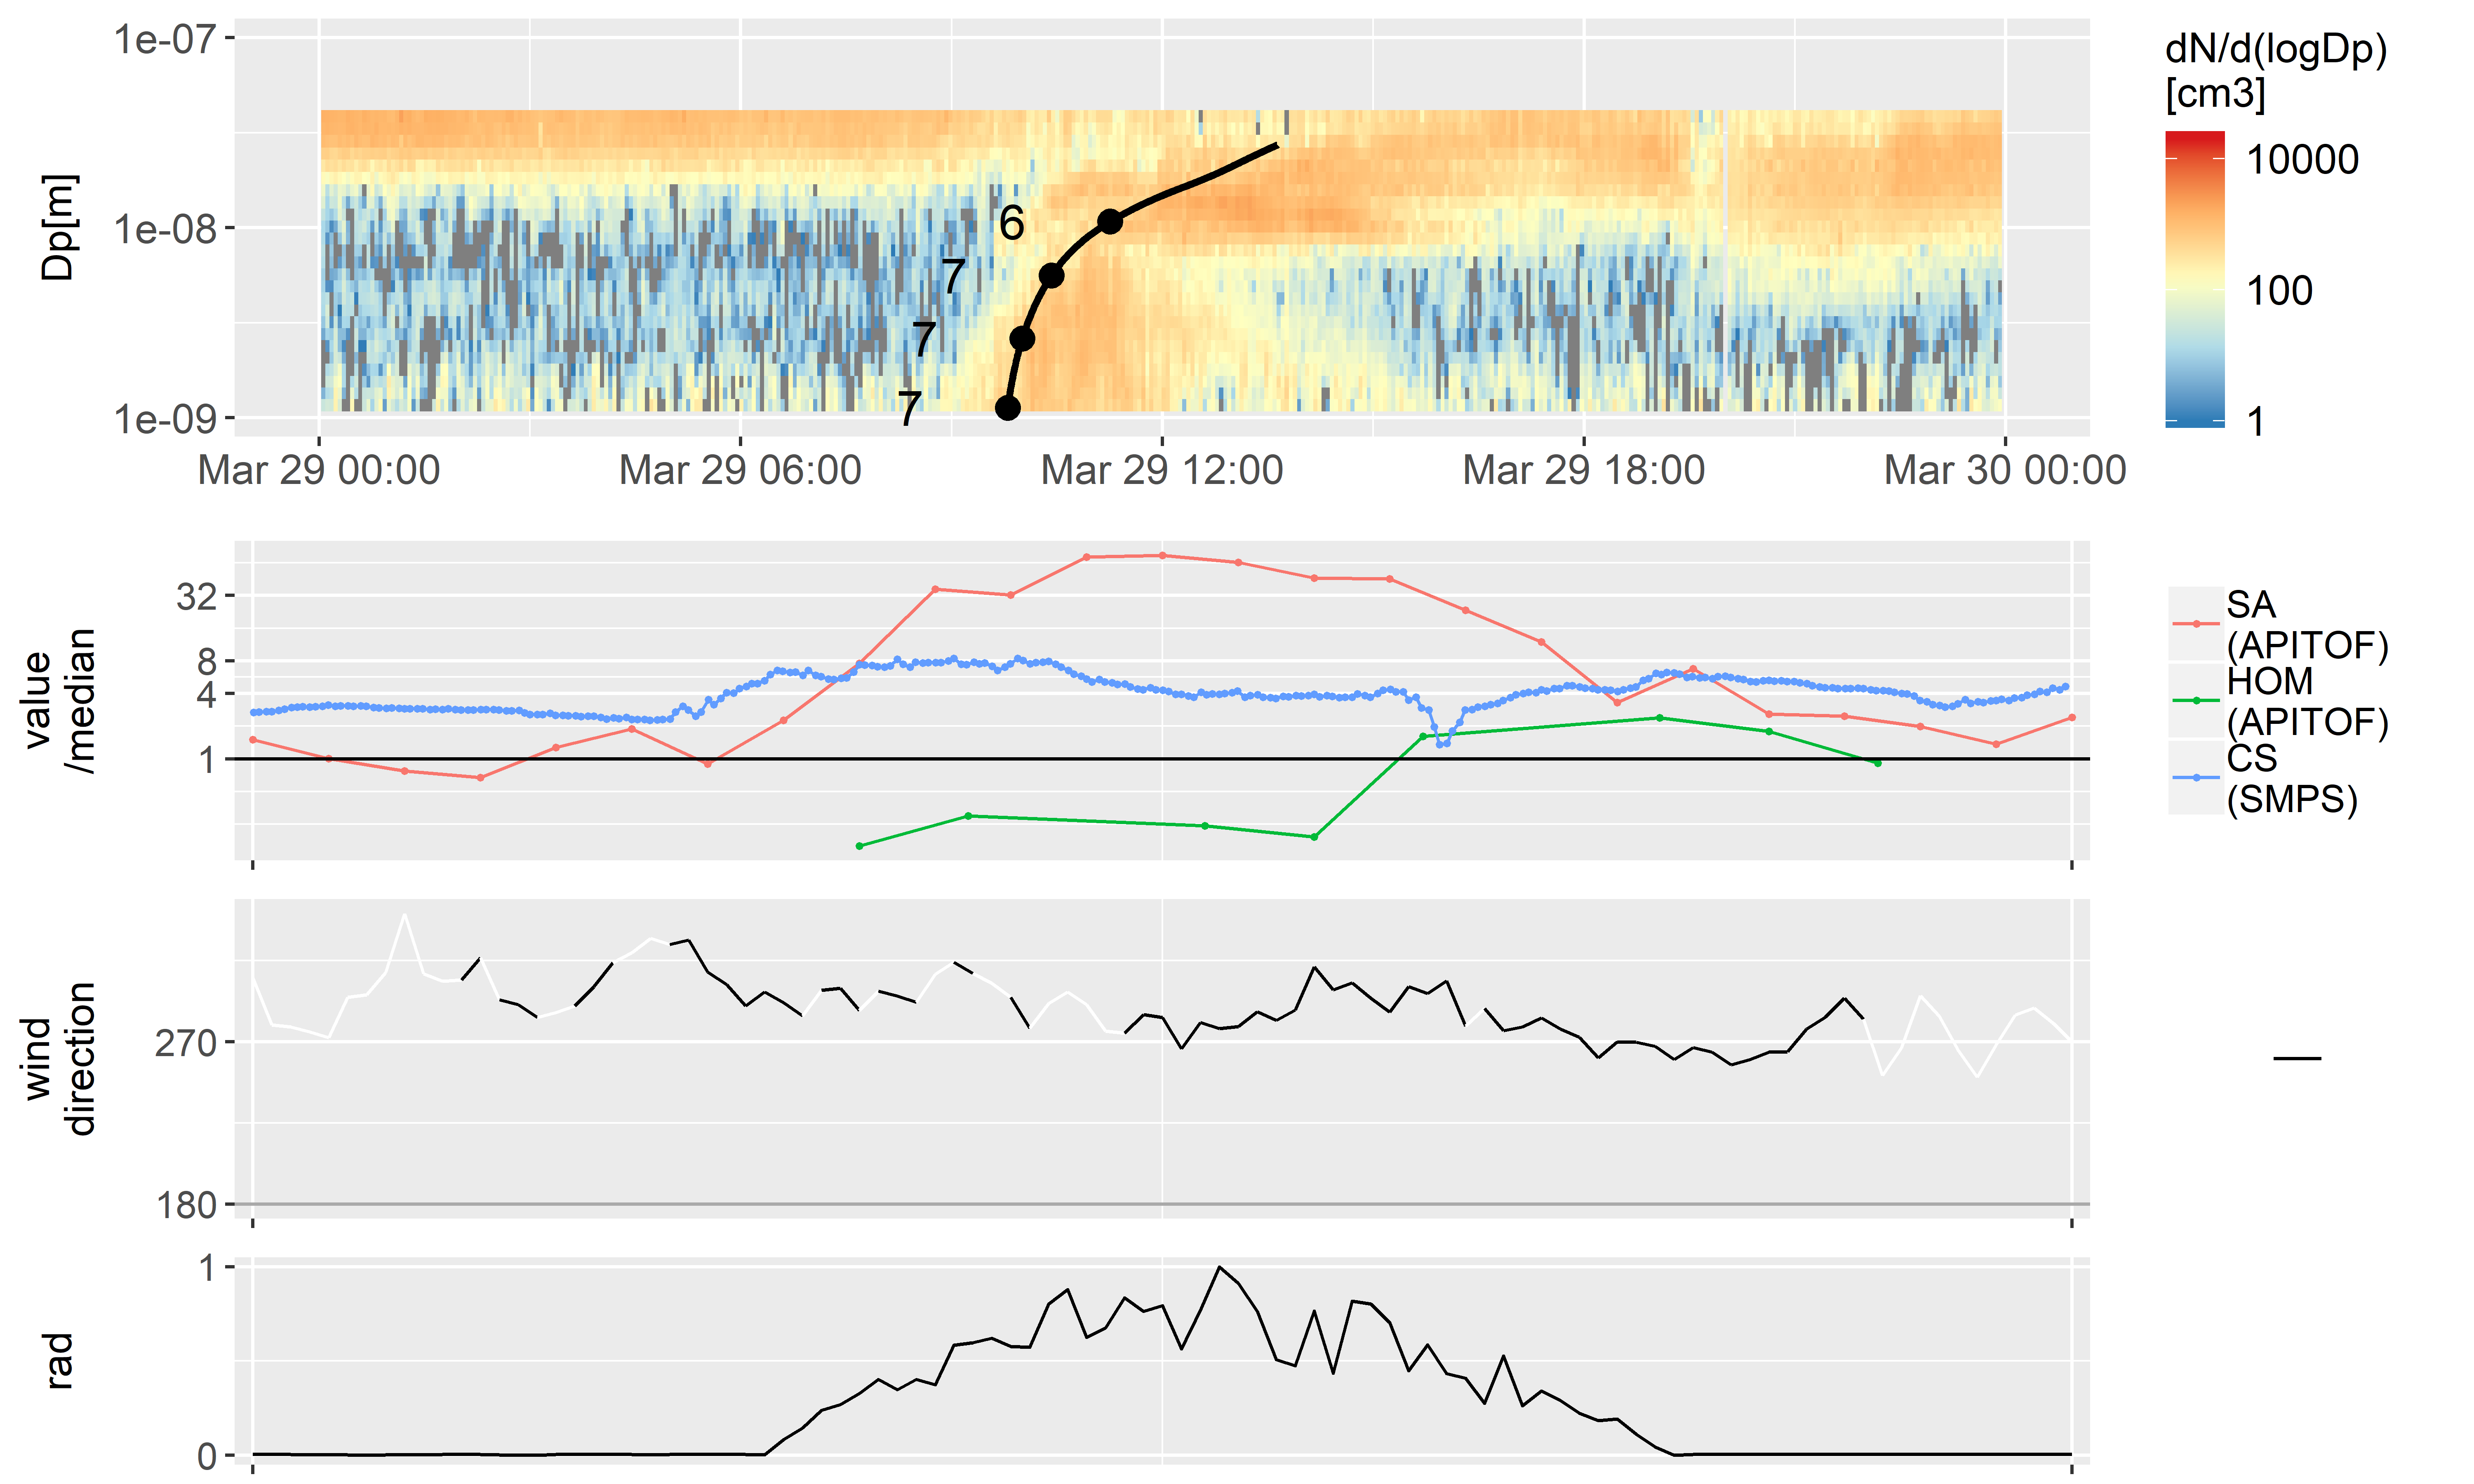 1e-07
1e-08
1e-09
Dp[m]
6
7
7
7
Mar 29 00:00
Mar 29 06:00
Mar 29 12:00
Mar 29 18:00
Mar 30 00:00
dN/d(logDp)
[cm3]
10000
100
1
value
/median
32
8
4
1
SA
(APITOF)
HOM
(APITOF)
CS
(SMPS)
wind
direction
270
180
rad
1
0